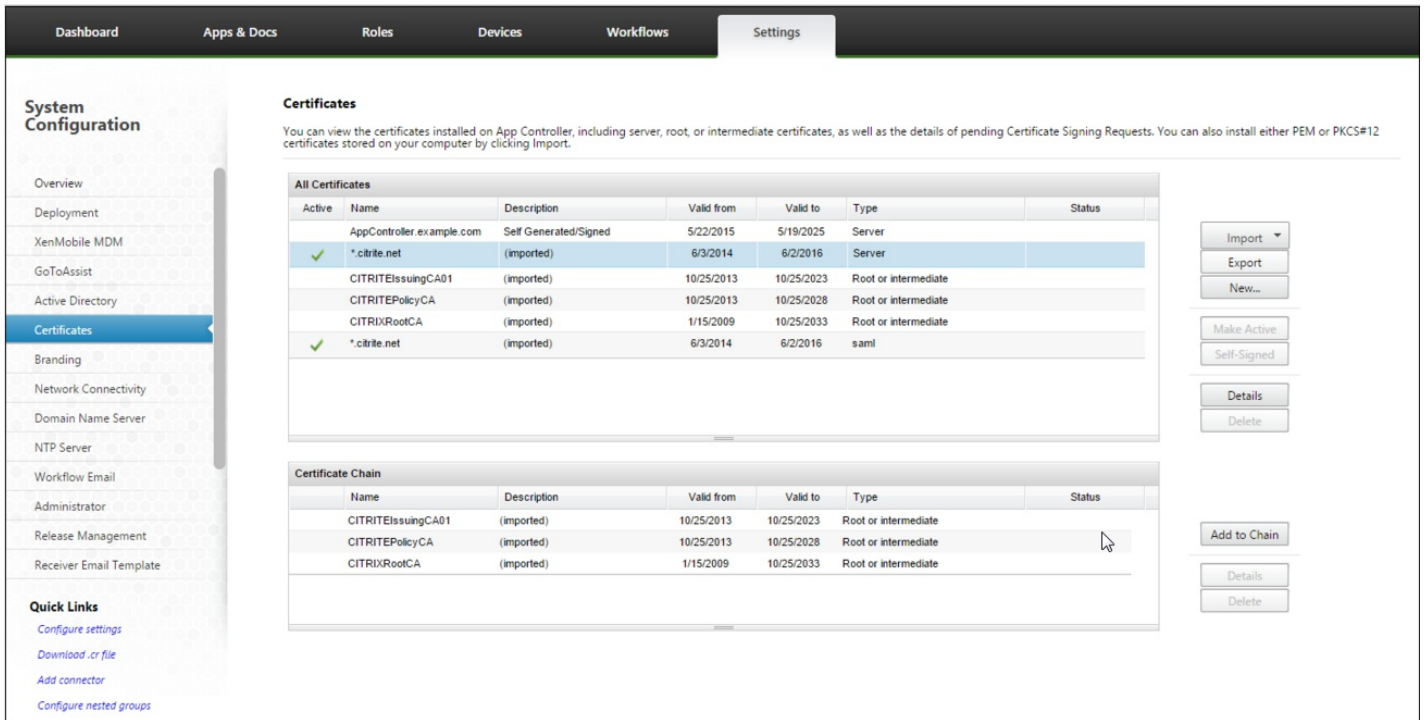 Dashboard Apps & Docs Roles Devices Workflows Settings
System
Configuration
Overview
Deployment
XenMobile MDM
GoToAssist
Active Directory
Certificates
Branding
Network Connectivity
Domain Name Server
NTP Server
Workflow Email
Administrator
Release Management
Receiver Email Template
Quick Links
Configure settings
Download .cr file
Add connector
Configure nested groups
Certificates
You can view the certificates installed on App Controller, including server, root, or intermediate certificates, as well as the details of pending Certificate Signing Requests. You can also install either PEM or PKCS#12
certificates stored on your computer by clicking Import.
All Certificates
Active Name Description Valid from Valid to Type Status
AppController.example.com Self Generated/Signed 5/22/2015 5/19/2025 Server
*.citrite.net (imported) 6/3/2014 6/2/2016 Server
CITRITEIssuingCA01 (imported) 10/25/2013 10/25/2023 Root or intermediate
CITRITEPolicyCA (imported) 10/25/2013 10/25/2028 Root or intermediate
CITRIXRootCA (imported) 1/15/2009 10/25/2033 Root or intermediate
*.citrite.net (imported) 6/3/2014 6/2/2016 saml
Import
Export
New...
Make Active
Self-Signed
Details
Delete
Certificate Chain
Name Description Valid from Valid to Type Status
CITRITEIssuingCA01 (imported) 10/25/2013 10/25/2023 Root or intermediate
CITRITEPolicyCA (imported) 10/25/2013 10/25/2028 Root or intermediate
CITRIXRootCA (imported) 1/15/2009 10/25/2033 Root or intermediate
Add to Chain
Details
Delete